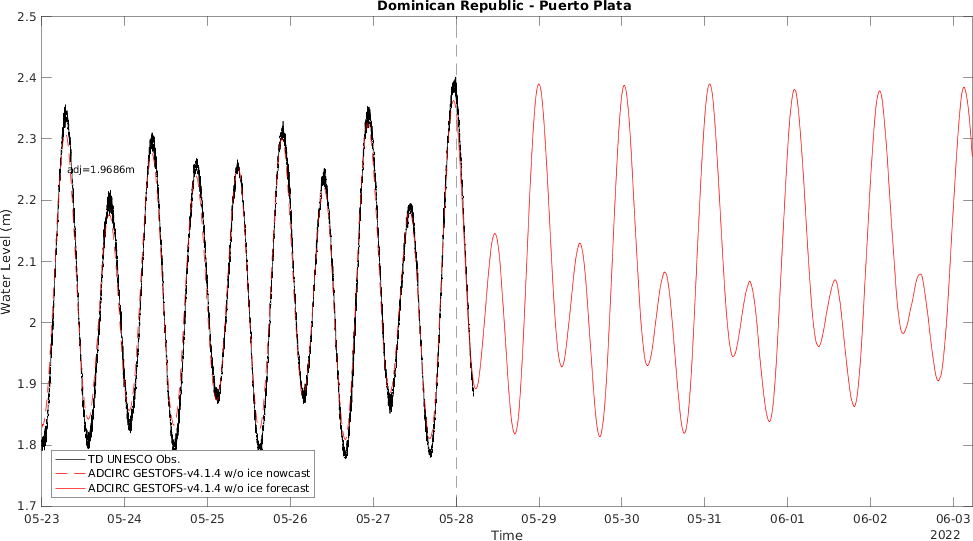 Dominican Republic - Puerto Plata
2.5
2.4
2.3
2.2
2.1
2
1.9
1.8
1.7
Water Level (m)
adj=1.9686m
TD UNESCO Obs.
ADCIRC GESTOFS-v4.1.4 w/o ice nowcast
ADCIRC GESTOFS-v4.1.4 w/o ice forecast
05-23 05-24 05-25 05-26 05-27 05-28 05-29 05-30 05-31 06-01 06-02 06-03
Time
2022